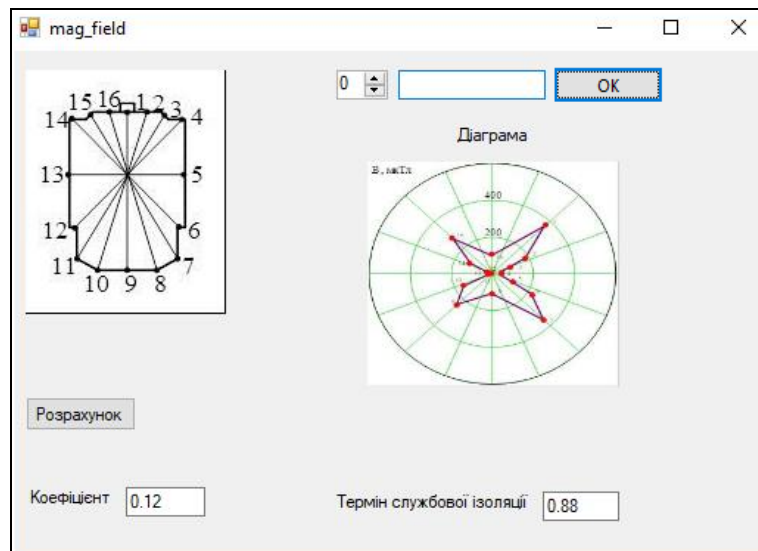 mag_field
0
OK
15 16 1 2 3
14 4
13 5
12 6
11 7
10 9 8
Діаграма
В, мкТл
400
200
Розрахунок
Коефіцієнт 0.12
Термін службової ізоляції 0.88